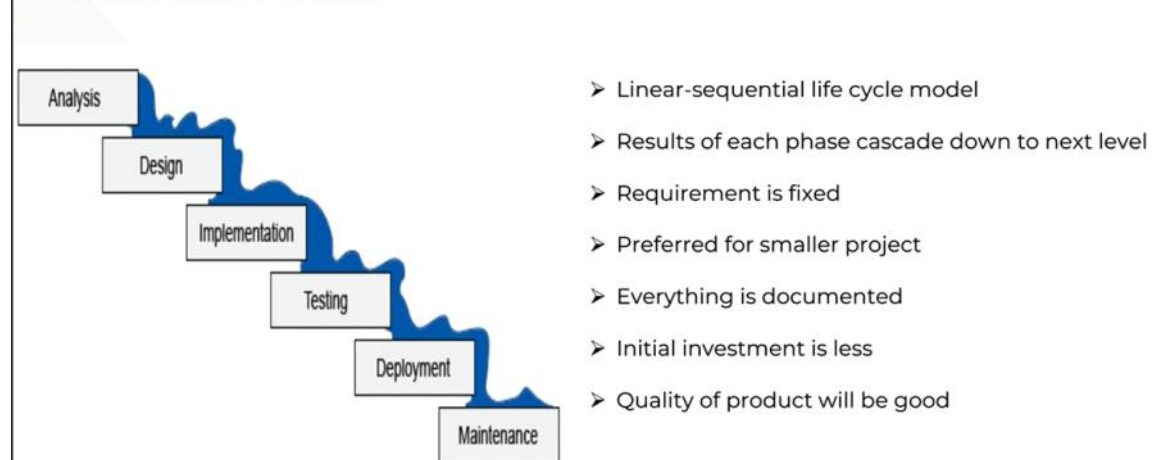 Analysis
Design
Implementation
Testing
Deployment
Maintenance
➤ Linear-sequential life cycle model
➤ Results of each phase cascade down to next level
➤ Requirement is fixed
➤ Preferred for smaller project
➤ Everything is documented
➤ Initial investment is less
➤ Quality of product will be good